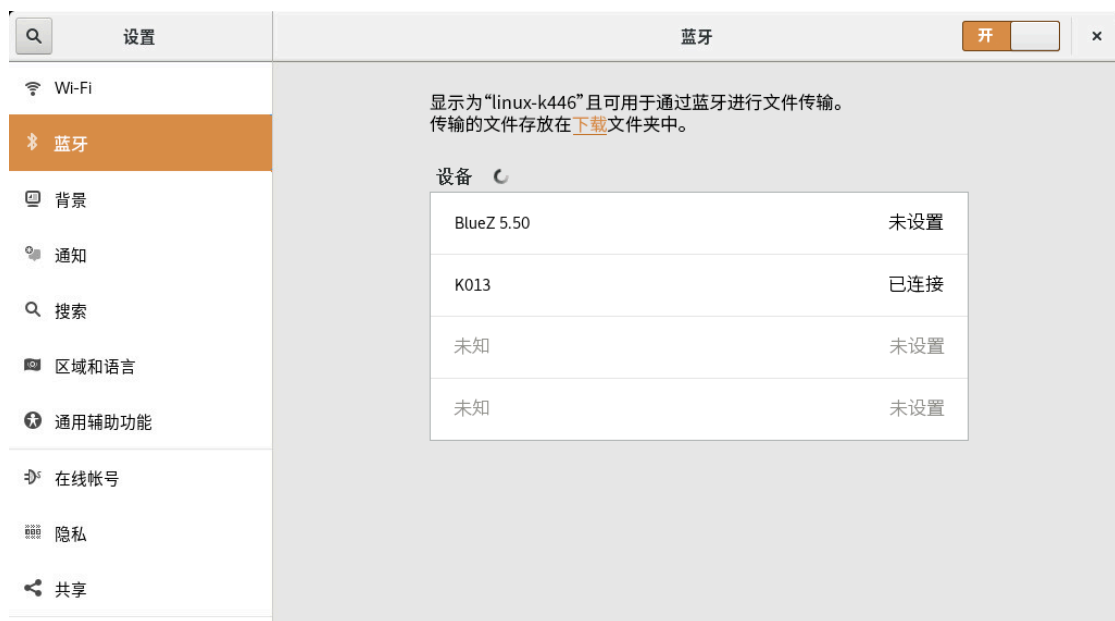 设置
蓝牙
开
Wi-Fi
蓝牙
背景
通知
搜索
区域和语言
通用辅助功能
在线帐号
隐私
共享
显示为“linux-k446”且可用于通过蓝牙进行文件传输。
传输的文件存放在下载文件夹中。
设备
BlueZ 5.50 未设置
K013 已连接
未知 未设置
未知 未设置